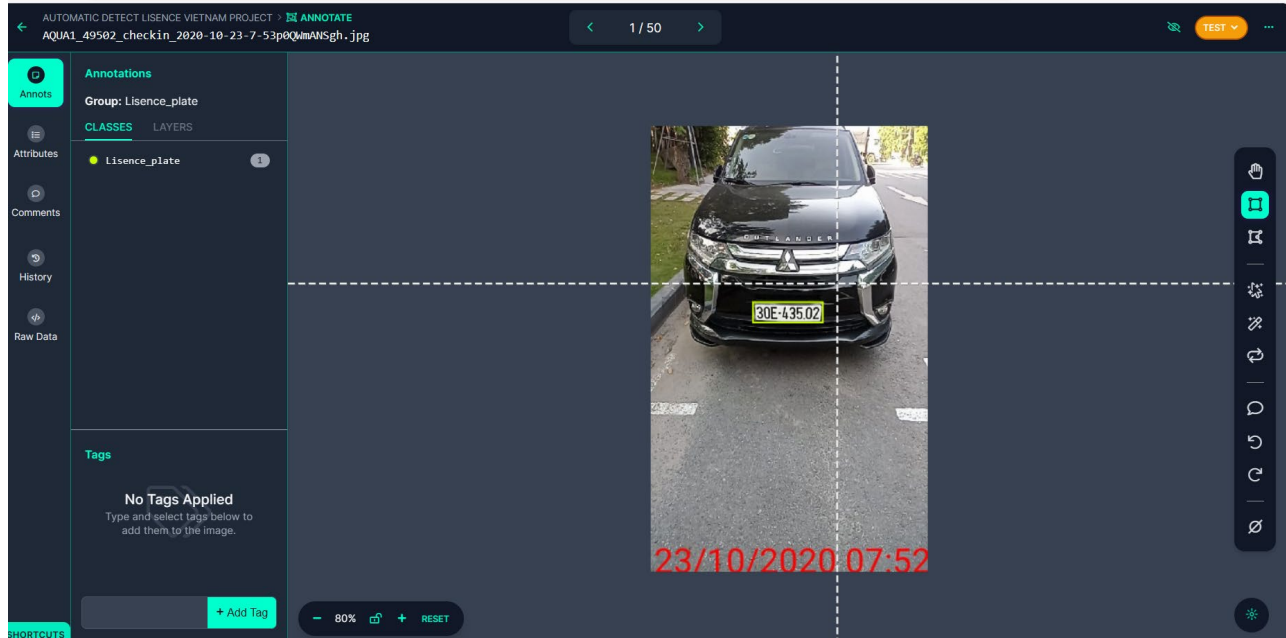 AUTOMATIC DETECT LISENCE VIETNAM PROJECT > ANNOTATE
AQUA1_49502_checkin_2020-10-23-7-53p0QWmANSgh.jpg
1 / 50
TEST
Annots
Attributes
Comments
History
Raw Data
SHORTCUTS
Annotations
Group: Lisence_plate
CLASSES LAYERS
Lisence_plate 1
Tags
No Tags Applied
Type and select tags below to
add them to the image.
+ Add Tag
OUTLANDER
30E-435.02
23/10/2020 07:52
80% RESET